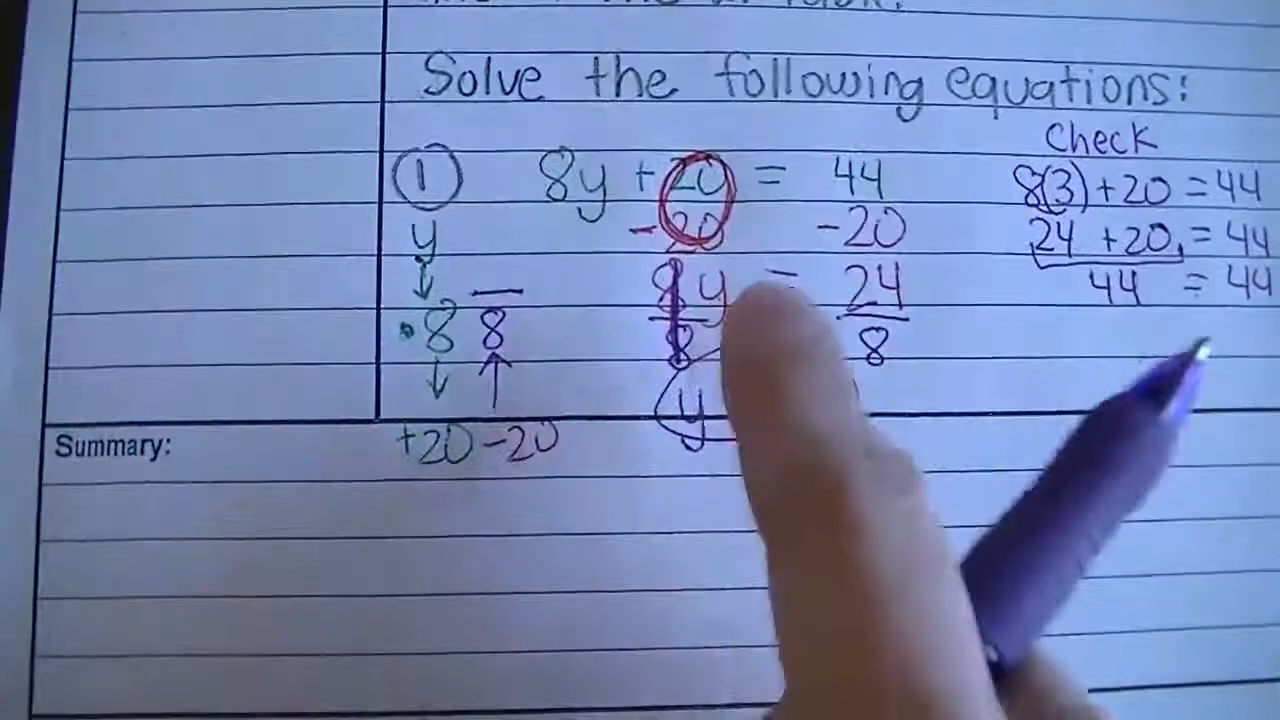 Solve the following equations:
Check
① 8y + 20 = 44
8(3) + 20 = 44
y
-20 -20
24 + 20 = 44
8y = 24
44 = 44
• 8 8
8 8
y
+20 -20
Summary: